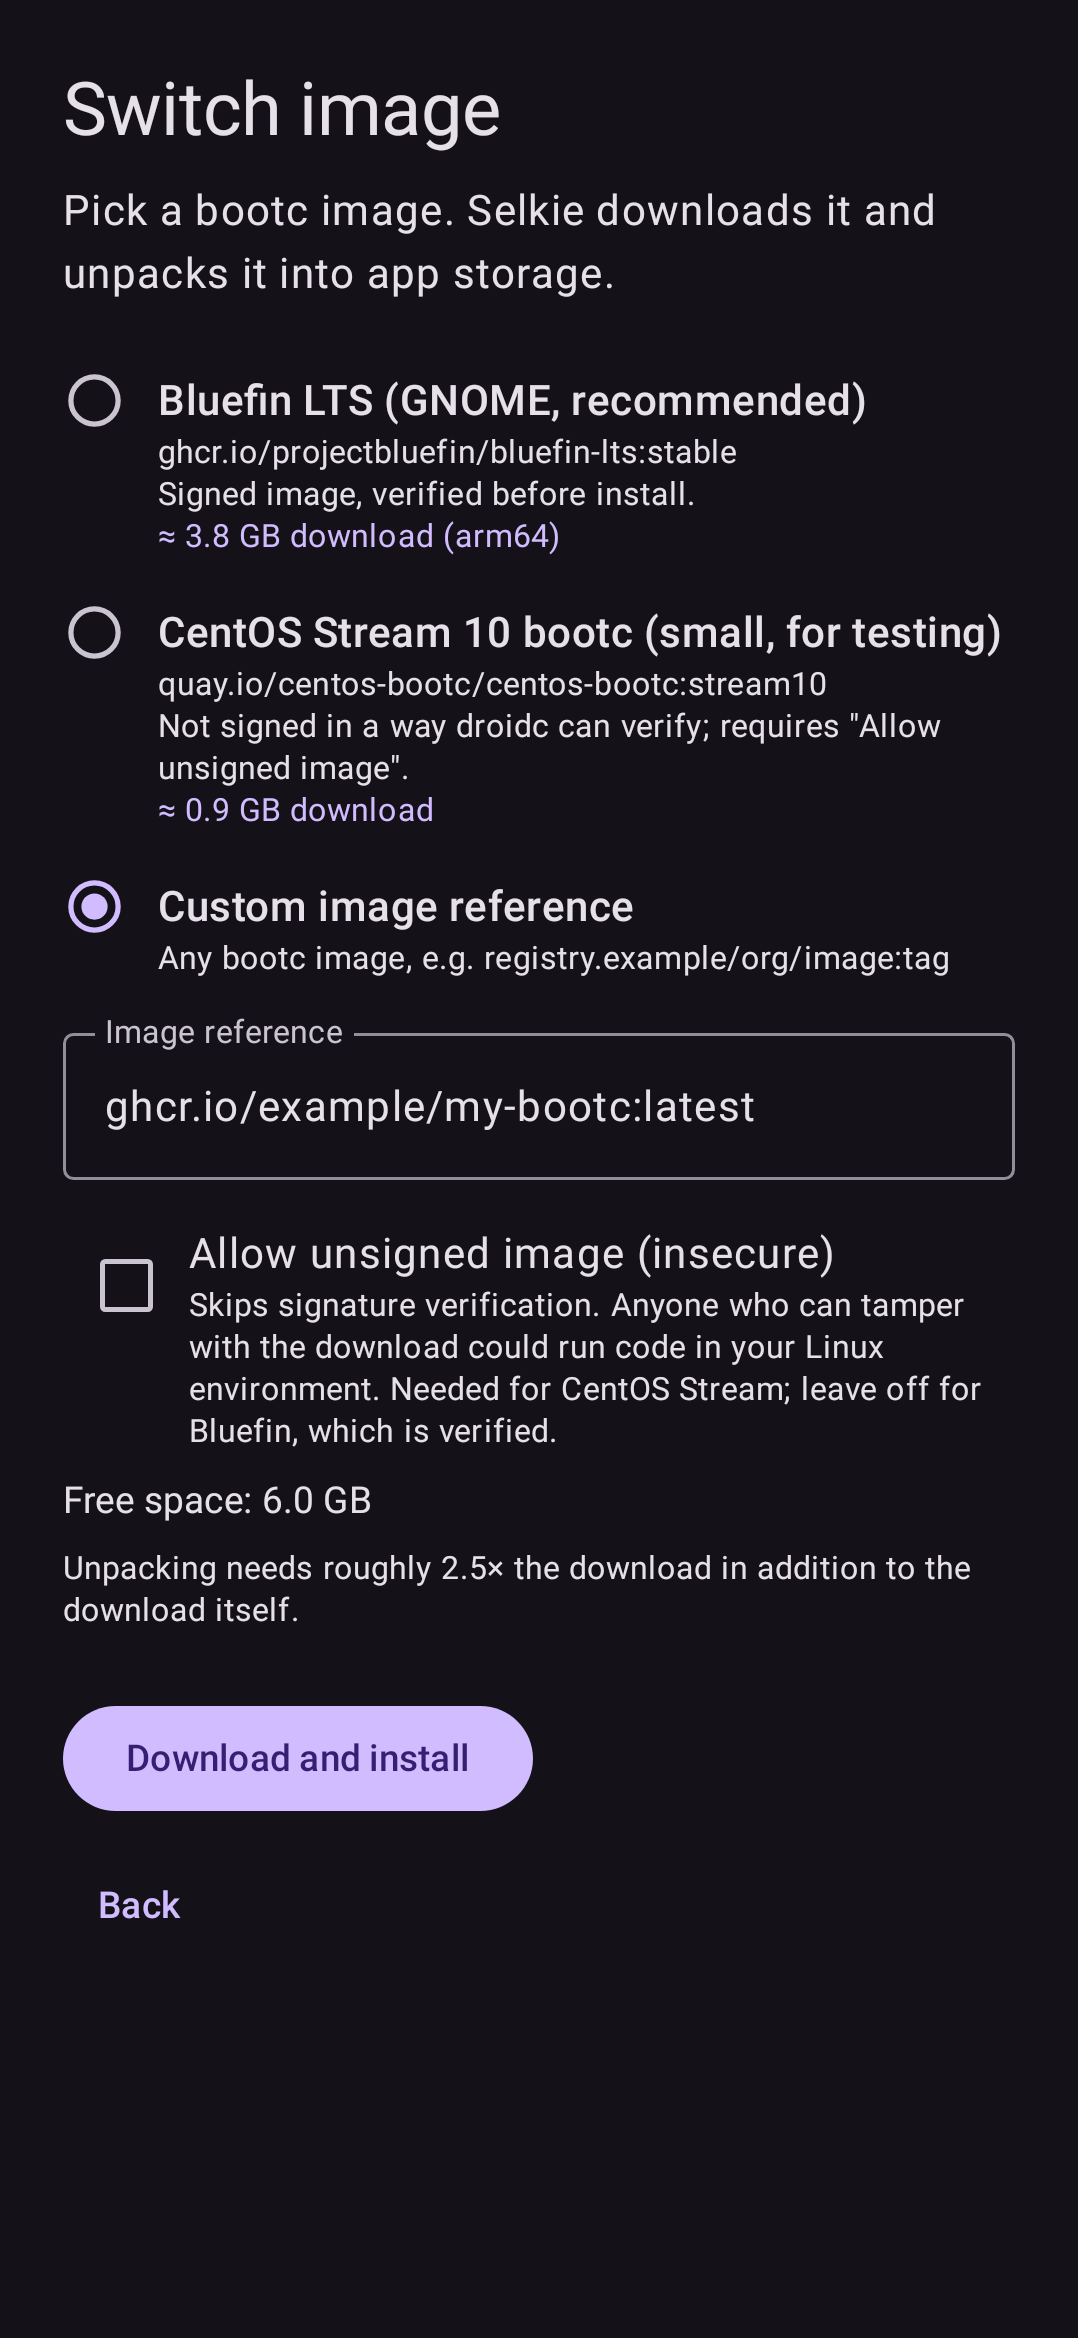 Switch image
Pick a bootc image. Selkie downloads it and
unpacks it into app storage.
Bluefin LTS (GNOME, recommended)
ghcr.io/projectbluefin/bluefin-lts:stable
Signed image, verified before install.
≈ 3.8 GB download (arm64)
CentOS Stream 10 bootc (small, for testing)
quay.io/centos-bootc/centos-bootc:stream10
Not signed in a way droidc can verify; requires "Allow
unsigned image".
≈ 0.9 GB download
Custom image reference
Any bootc image, e.g. registry.example/org/image:tag
Image reference
ghcr.io/example/my-bootc:latest
Allow unsigned image (insecure)
Skips signature verification. Anyone who can tamper
with the download could run code in your Linux
environment. Needed for CentOS Stream; leave off for
Bluefin, which is verified.
Free space: 6.0 GB
Unpacking needs roughly 2.5× the download in addition to the
download itself.
Download and install
Back